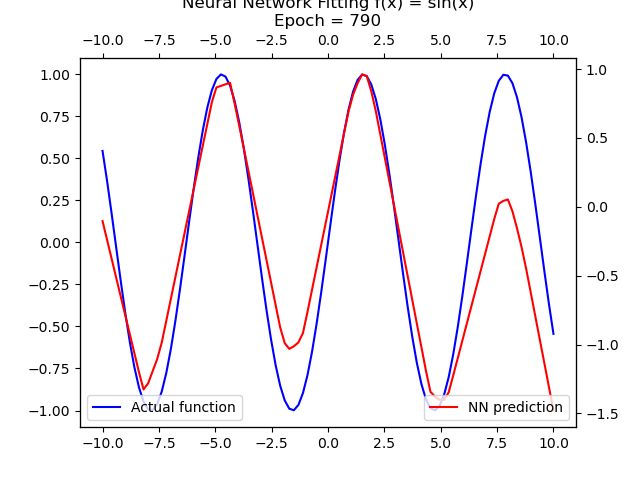 Neural Network Fitting f(x) = sin(x)
Epoch = 790
−10.0 −7.5 −5.0 −2.5 0.0 2.5 5.0 7.5 10.0
1.00
0.75
0.50
0.25
0.00
−0.25
−0.50
−0.75
−1.00
1.0
0.5
0.0
−0.5
−1.0
−1.5
Actual function
NN prediction
−10.0 −7.5 −5.0 −2.5 0.0 2.5 5.0 7.5 10.0